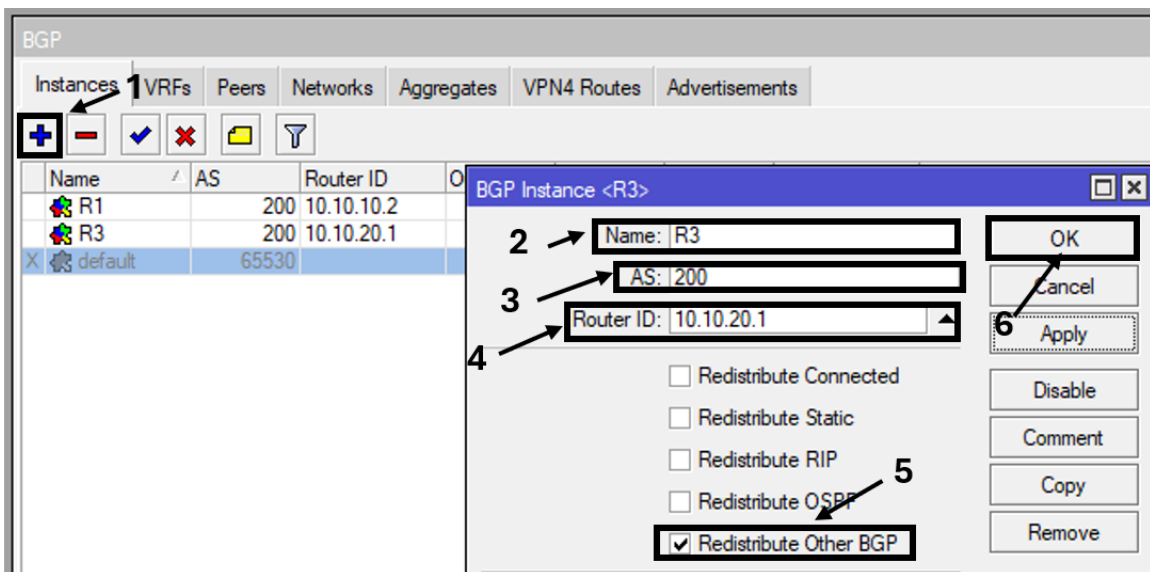 BGP
Instances VRFs Peers Networks Aggregates VPN4 Routes Advertisements
1
Name AS Router ID O
R1 200 10.10.10.2
R3 200 10.10.20.1
X default 65530
BGP Instance <R3>
2 Name: R3
3 AS: 200
4 Router ID: 10.10.20.1
Redistribute Connected
Redistribute Static
Redistribute RIP
Redistribute OSPF
5
Redistribute Other BGP
OK
Cancel
6
Apply
Disable
Comment
Copy
Remove